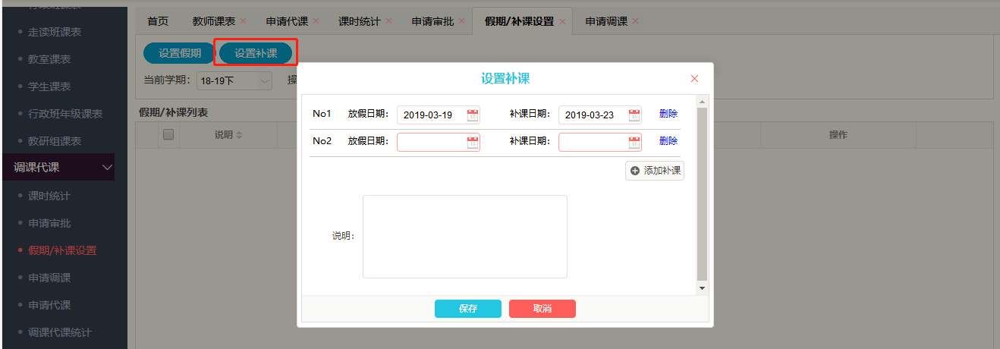 走读班课表
教室课表
学生课表
行政班年级课表
教研组课表
调课代课
课时统计
申请审批
假期/补课设置
申请调课
申请代课
调课代课统计
首页 教师课表 申请代课 课时统计 申请审批 假期/补课设置 申请调课
设置假期 设置补课
当前学期： 18-19下
假期/补课列表
说明 操作
设置补课
No1 放假日期： 2019-03-19 补课日期： 2019-03-23 删除
No2 放假日期： 补课日期： 删除
添加补课
说明：
保存 取消